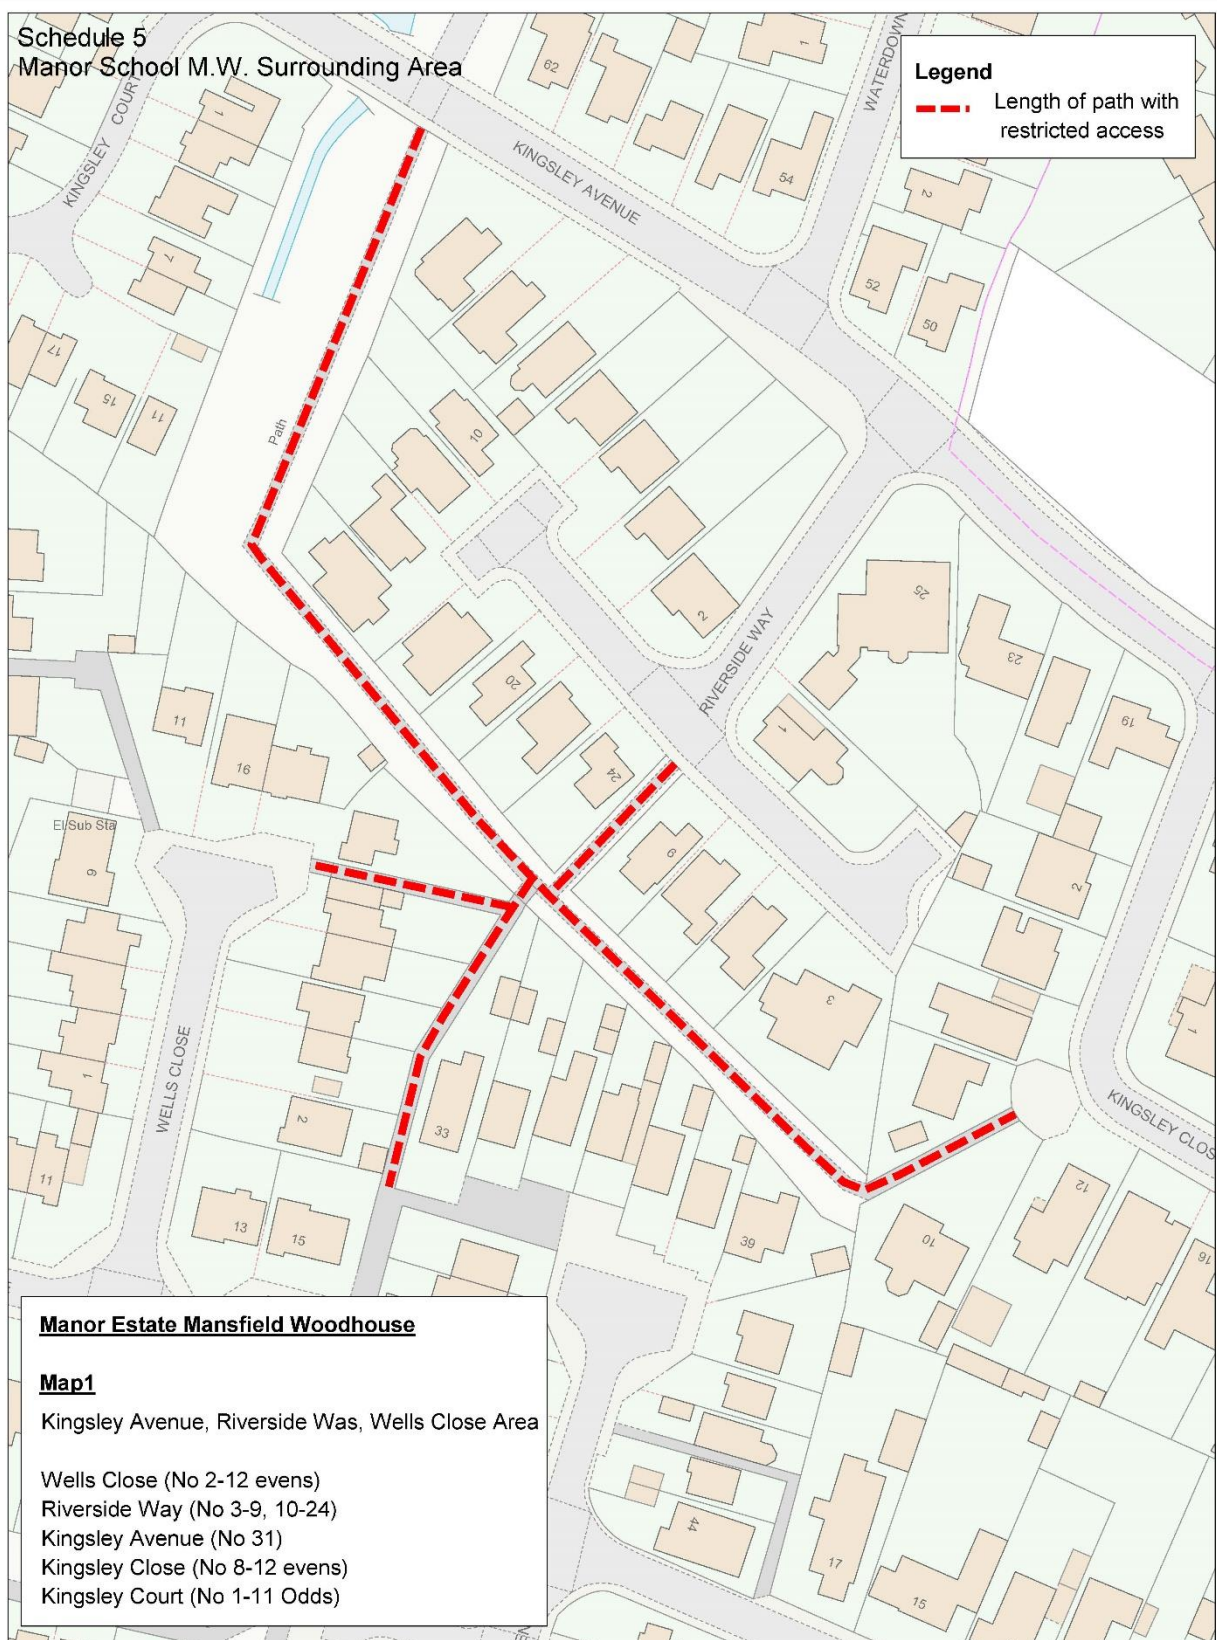 Schedule 5
Manor School M.W. Surrounding Area
Legend
Length of path with
restricted access
KINGSLEY COURT
KINGSLEY AVENUE
WATERDOWN
62
1
54
2
52
50
1
7
17
15
11
Path
10
2
RIVERSIDE WAY
25
23
19
20
24
1
11
16
El Sub Sta
9
9
2
3
1
WELLS CLOSE
1
2
33
KINGSLEY CLOS
11
13
15
39
10
12
16
44
17
15
Manor Estate Mansfield Woodhouse
Map1
Kingsley Avenue, Riverside Was, Wells Close Area
Wells Close (No 2-12 evens)
Riverside Way (No 3-9, 10-24)
Kingsley Avenue (No 31)
Kingsley Close (No 8-12 evens)
Kingsley Court (No 1-11 Odds)